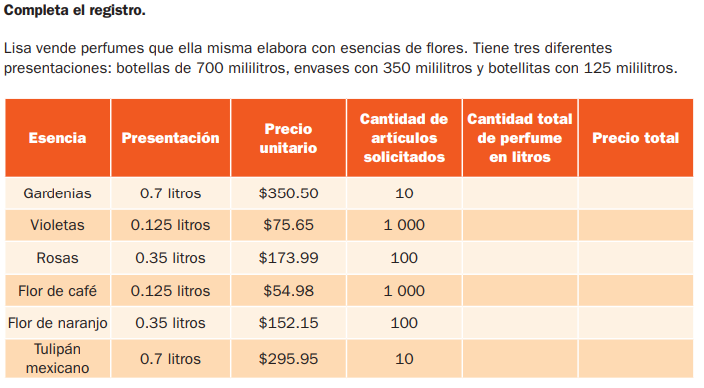 Completa el registro.
Lisa vende perfumes que ella misma elabora con esencias de flores. Tiene tres diferentes
presentaciones: botellas de 700 mililitros, envases con 350 mililitros y botellitas con 125 mililitros.
Esencia Presentación Precio unitario Cantidad de artículos solicitados Cantidad total de perfume en litros Precio total
Gardenias 0.7 litros $350.50 10
Violetas 0.125 litros $75.65 1 000
Rosas 0.35 litros $173.99 100
Flor de café 0.125 litros $54.98 1 000
Flor de naranjo 0.35 litros $152.15 100
Tulipán mexicano 0.7 litros $295.95 10